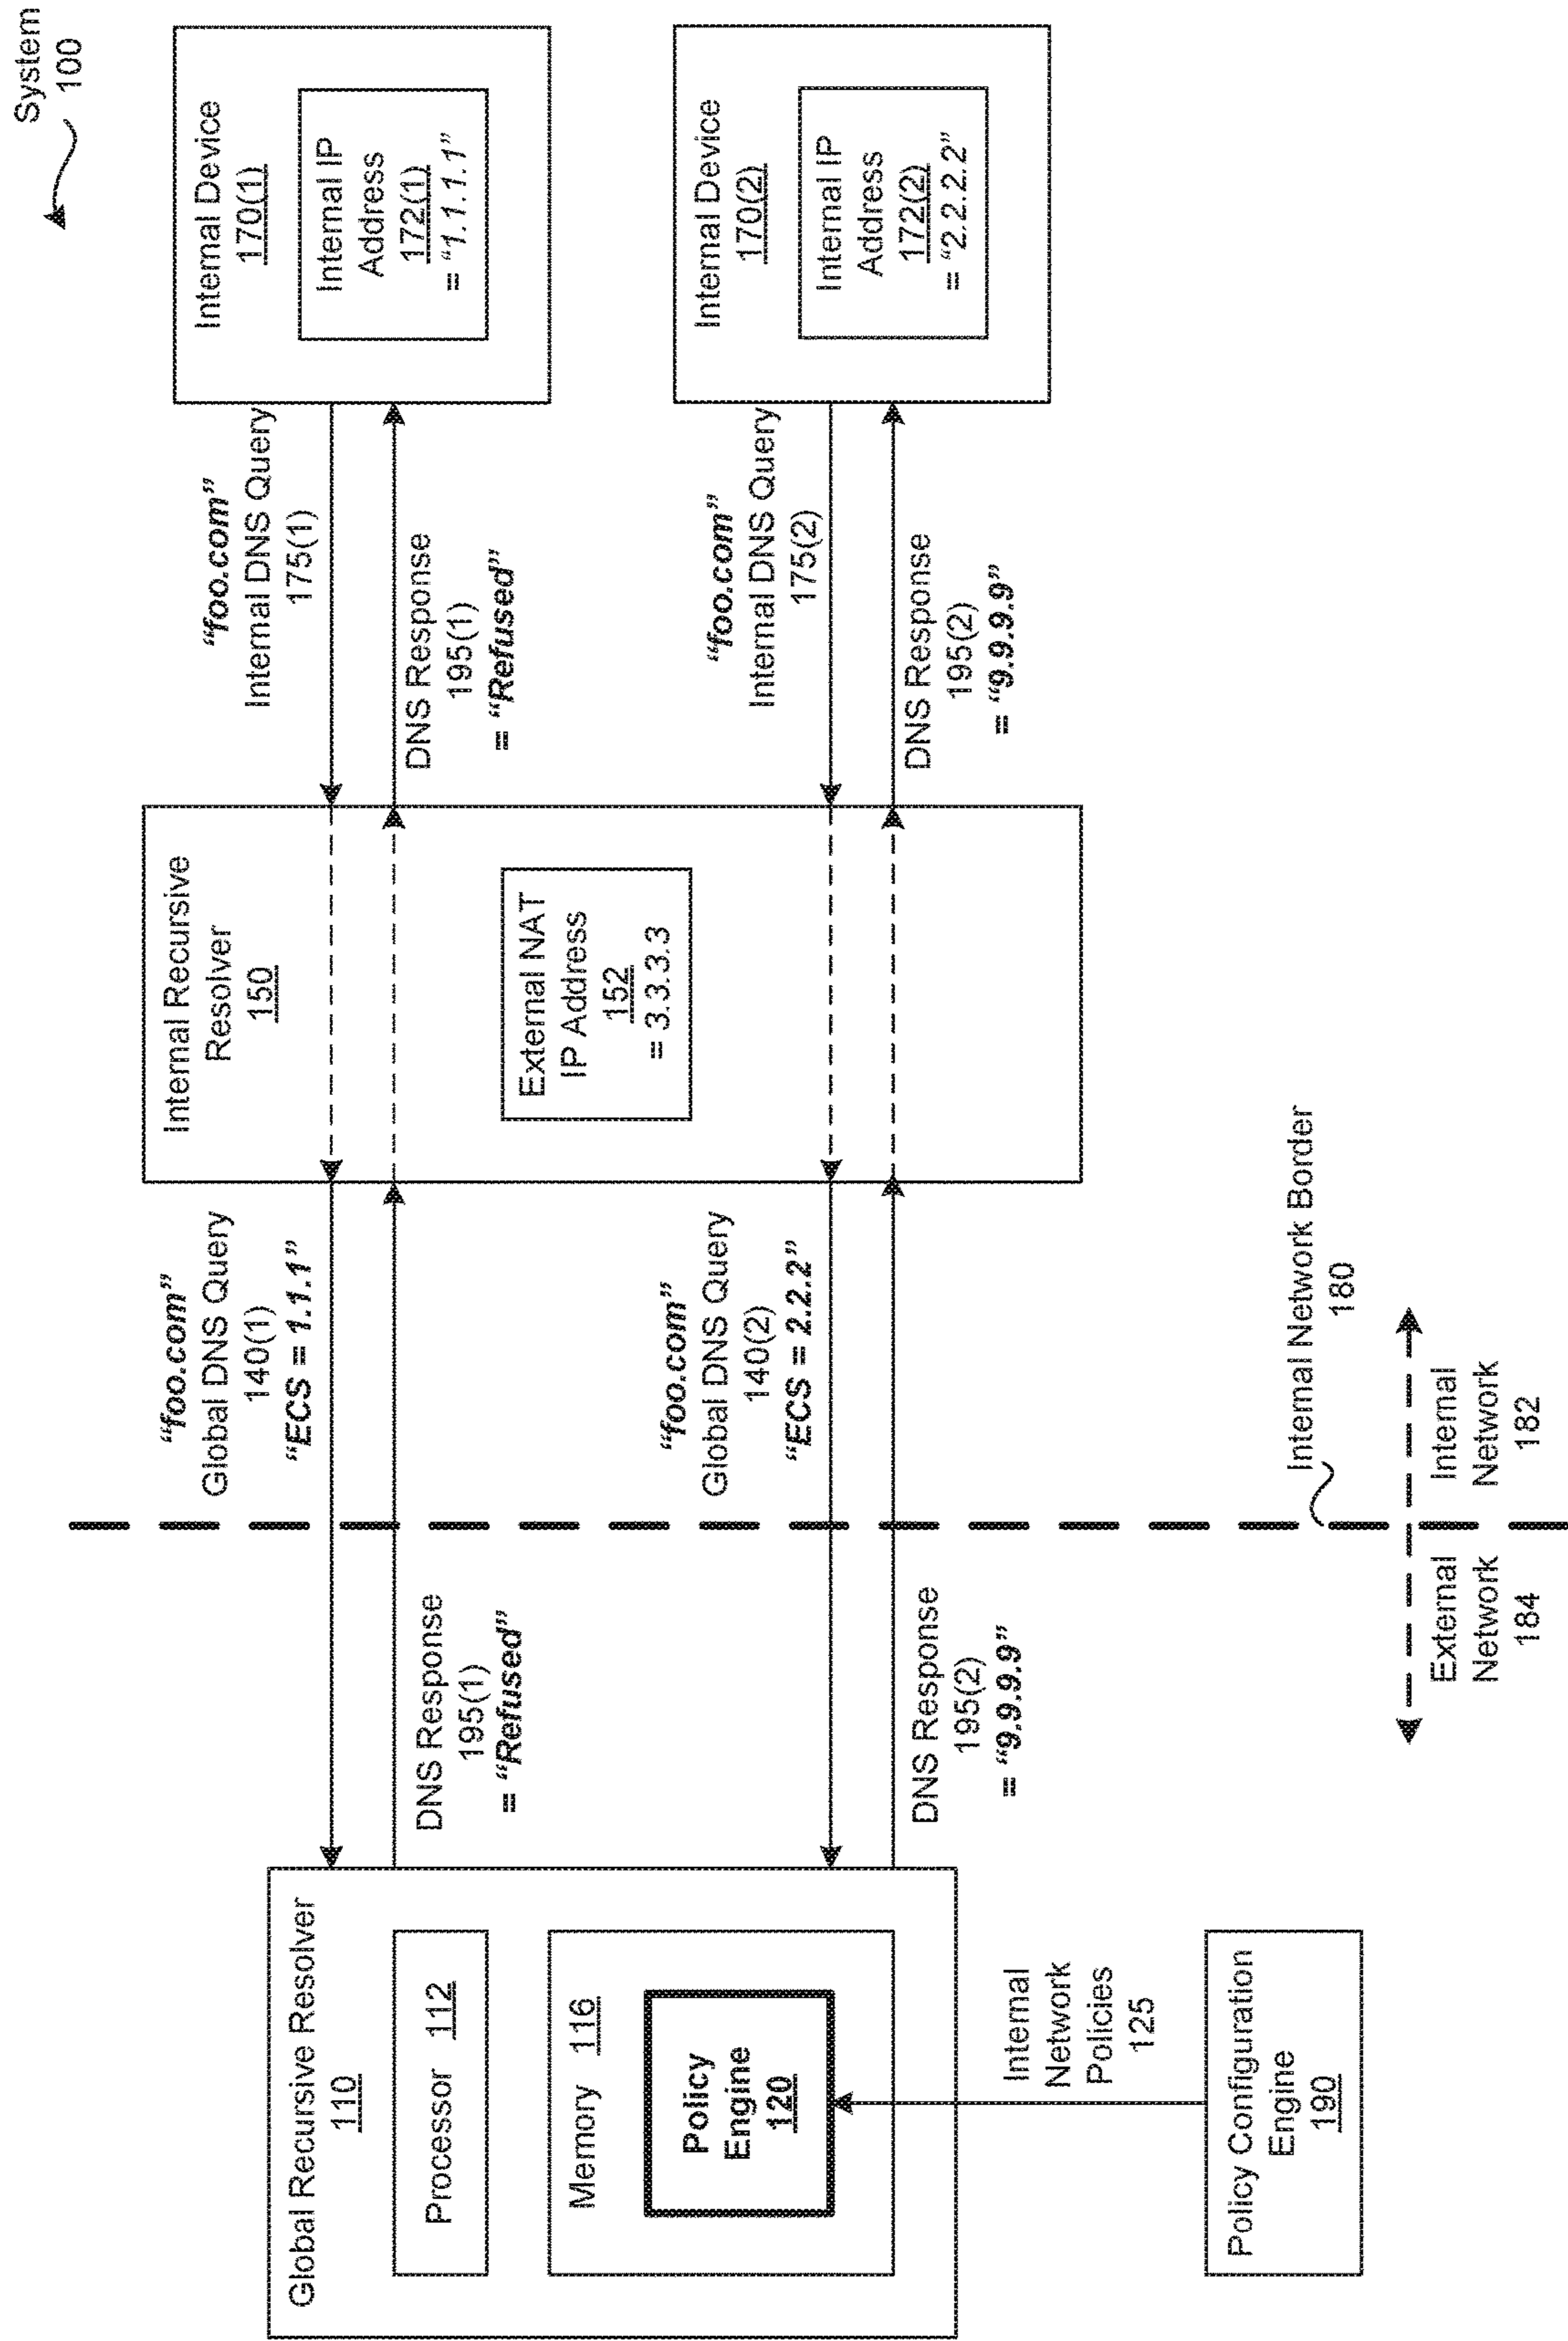 System
100
Global Recursive Resolver
110
Processor 112
Memory 116
Policy
Engine
120
Internal
Network
Policies
125
Policy Configuration
Engine
190
"foo.com"
Global DNS Query
140(1)
"ECS = 1.1.1"
DNS Response
195(1)
= "Refused"
"foo.com"
Global DNS Query
140(2)
"ECS = 2.2.2"
DNS Response
195(2)
= "9.9.9.9"
Internal Network Border
180
External
Network
184
Internal
Network
182
Internal Recursive
Resolver
150
External NAT
IP Address
152
= 3.3.3.3
"foo.com"
Internal DNS Query
175(1)
DNS Response
195(1)
= "Refused"
"foo.com"
Internal DNS Query
175(2)
DNS Response
195(2)
= "9.9.9.9"
Internal Device
170(1)
Internal IP
Address
172(1)
= "1.1.1.1"
Internal Device
170(2)
Internal IP
Address
172(2)
= "2.2.2.2"